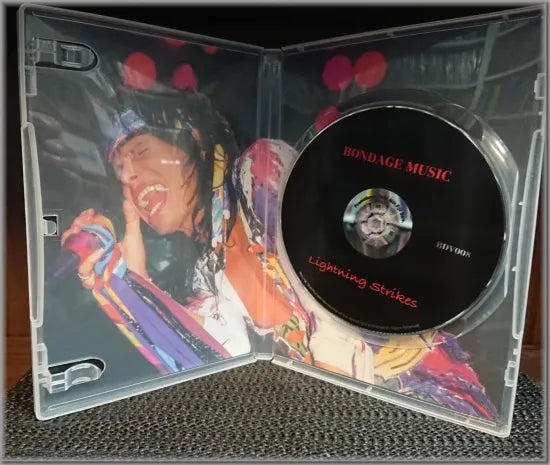 BONDAGE MUSIC
BDV008
Lightning Strikes